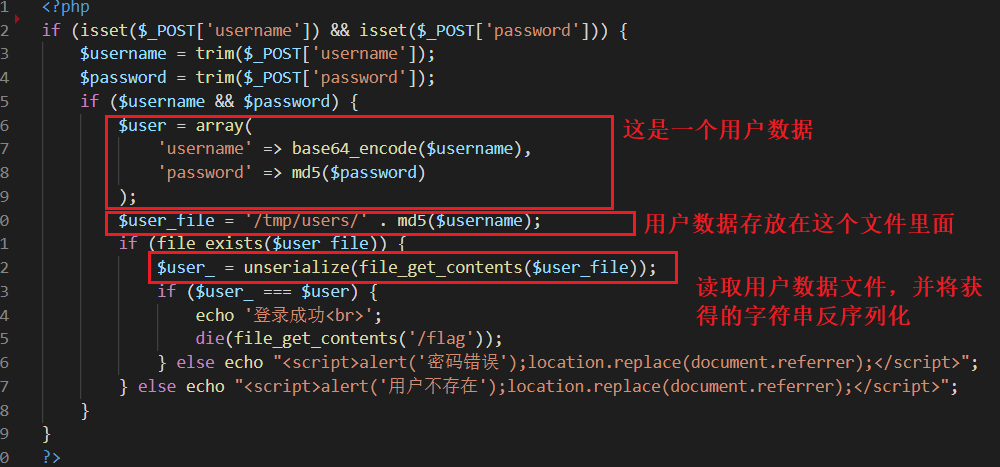 1 <?php
2 if (isset($_POST['username']) && isset($_POST['password'])) {
3 $username = trim($_POST['username']);
4 $password = trim($_POST['password']);
5 if ($username && $password) {
6 $user = array( 这是一个用户数据
7 'username' => base64_encode($username),
8 'password' => md5($password)
9 );
0 $user_file = '/tmp/users/' . md5($username); 用户数据存放在这个文件里面
1 if (file_exists($user_file)) {
2 $user_ = unserialize(file_get_contents($user_file));
3 if ($user_ === $user) { 读取用户数据文件，并将获
4 echo '登录成功<br>'; 得的字符串反序列化
5 die(file_get_contents('/flag'));
6 } else echo "<script>alert('密码错误');location.replace(document.referrer);</script>";
7 } else echo "<script>alert('用户不存在');location.replace(document.referrer);</script>";
8 }
9 }
0 ?>